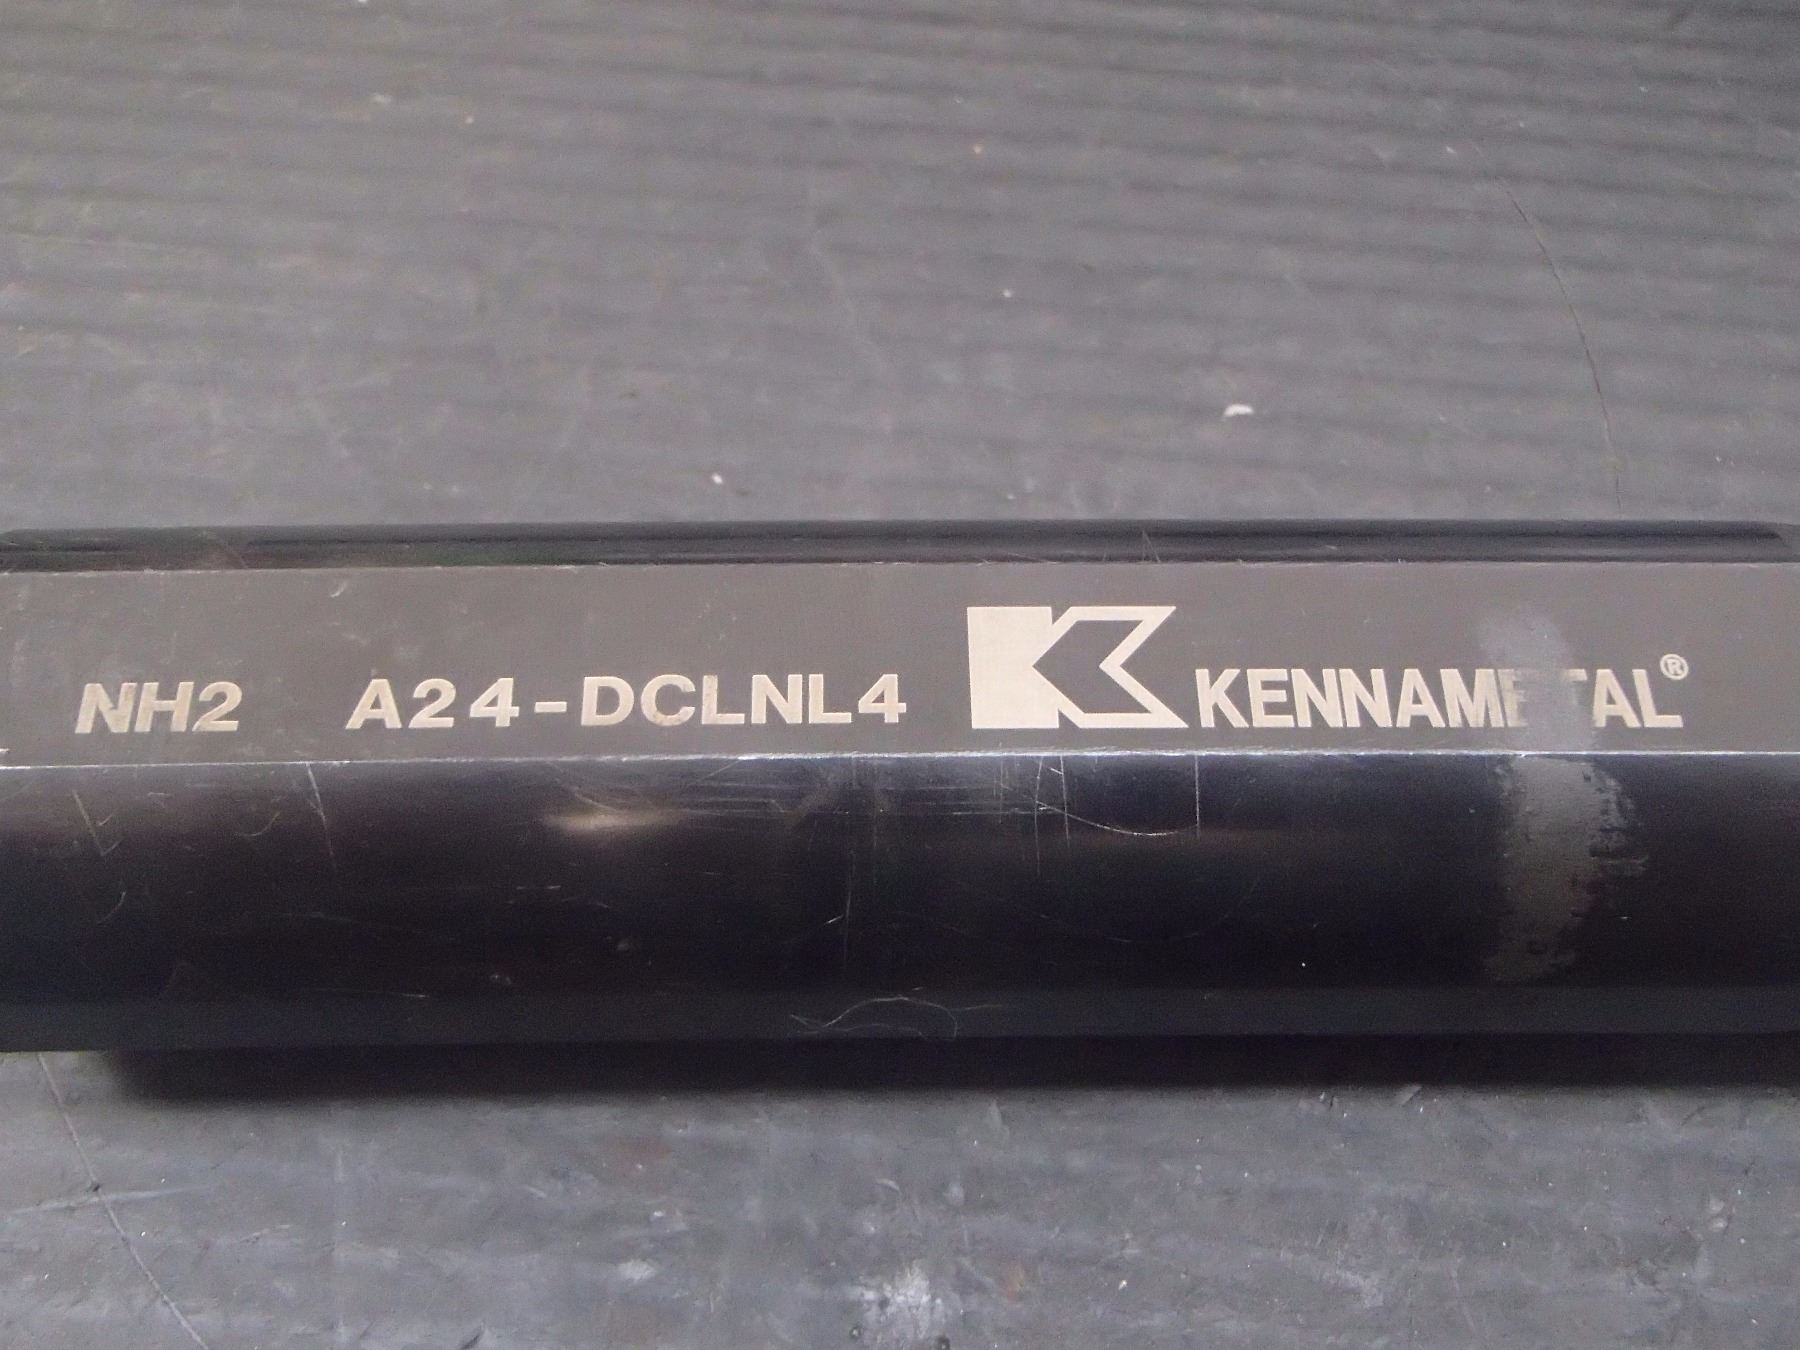 NH2 A24-DCLNL4 K KENNAMETAL®